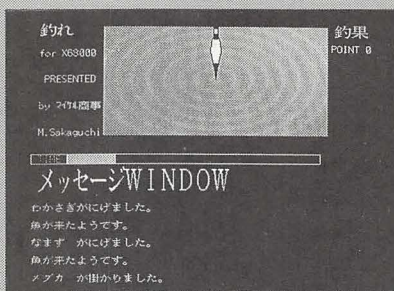 釣れ
for X68000
PRESENTED
by マイケル商事
M.Sakaguchi
釣果
POINT 0
TIME
メッセージWINDOW
わかさぎがにげました。
魚が来たようです。
なまず がにげました。
魚が来たようです。
メブカ が掛かりました。